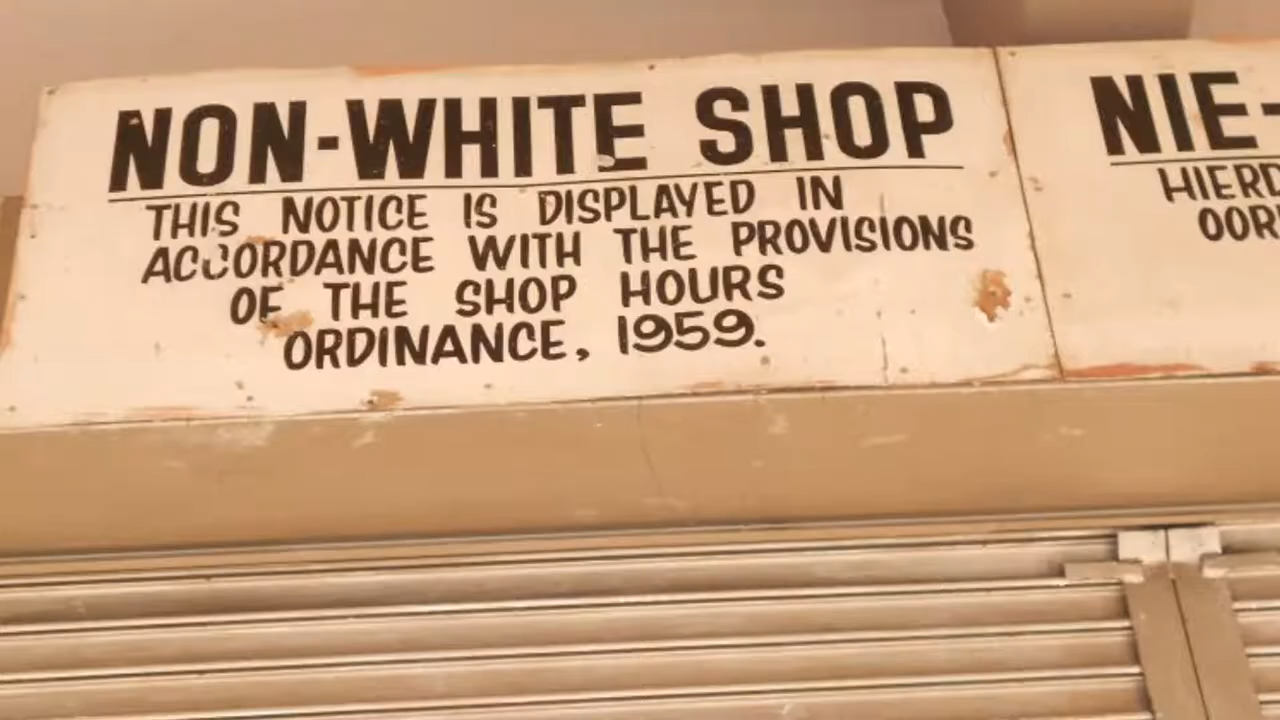 NON-WHITE SHOP
THIS NOTICE IS DISPLAYED IN
ACCORDANCE WITH THE PROVISIONS
OF THE SHOP HOURS
ORDINANCE, 1959.
NIE-
HIERD
OOR